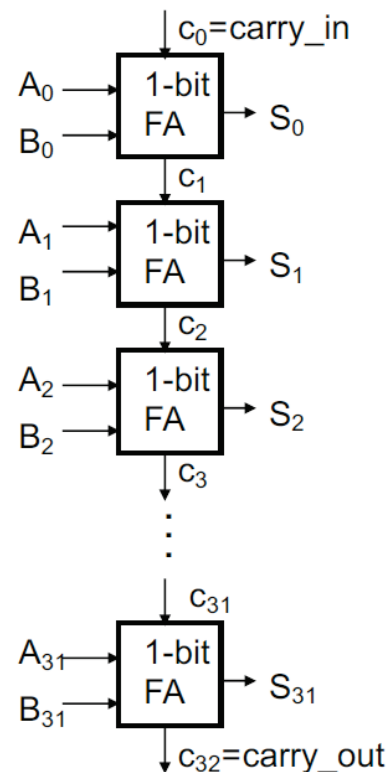 c₀=carry_in
A₀
1-bit
FA
S₀
B₀
c₁
A₁
1-bit
FA
S₁
B₁
c₂
A₂
1-bit
FA
S₂
B₂
c₃
...
c₃₁
A₃₁
1-bit
FA
S₃₁
B₃₁
c₃₂=carry_out